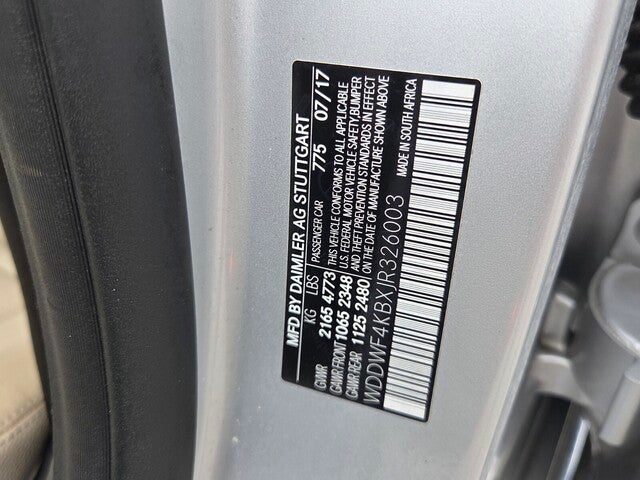 MFD BY DAIMLER AG STUTTGART
PASSENGER CAR 775 07/17
KG LBS
GVWR 2165 4773
GAWR FRONT 1065 2348
GAWR REAR 1125 2480
THIS VEHICLE CONFORMS TO ALL APPLICABLE
U.S. FEDERAL MOTOR VEHICLE SAFETY,BUMPER
AND THEFT PREVENTION STANDARDS IN EFFECT
ON THE DATE OF MANUFACTURE SHOWN ABOVE
WDDWF4KBXJR326003
MADE IN SOUTH AFRICA